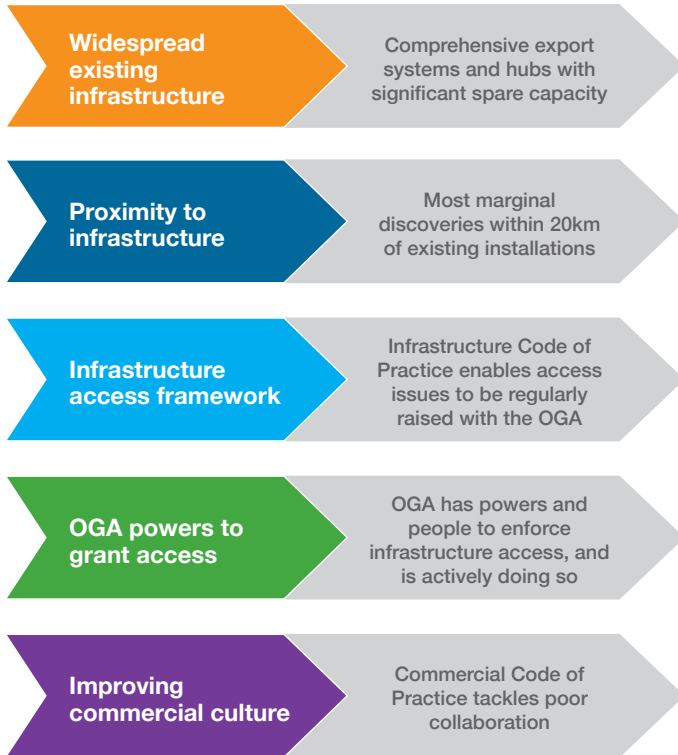 Widespread
existing
infrastructure
Comprehensive export
systems and hubs with
significant spare capacity
Proximity to
infrastructure
Most marginal
discoveries within 20km
of existing installations
Infrastructure
access framework
Infrastructure Code of
Practice enables access
issues to be regularly
raised with the OGA
OGA powers to
grant access
OGA has powers and
people to enforce
infrastructure access, and
is actively doing so
Improving
commercial culture
Commercial Code of
Practice tackles poor
collaboration